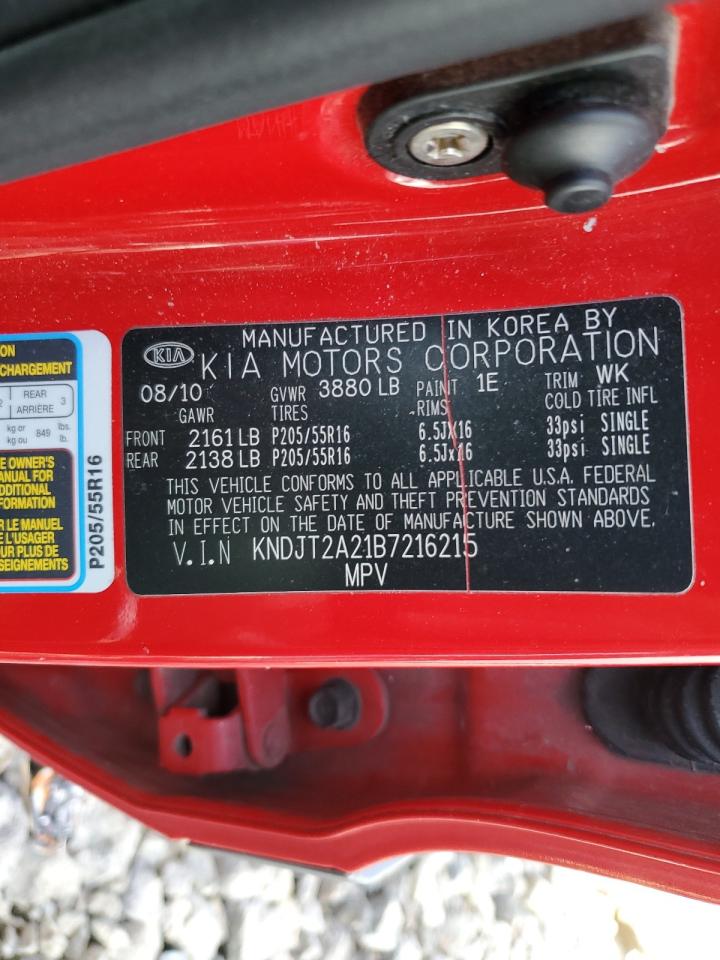 KIA
MANUFACTURED IN KOREA BY
KIA MOTORS CORPORATION
08/10 GVWR 3880 LB PAINT 1E TRIM WK
GAWR TIRES RIMS COLD TIRE INFL
FRONT 2161 LB P205/55R16 6.5JX16 33psi SINGLE
REAR 2138 LB P205/55R16 6.5Jx16 33psi SINGLE
THIS VEHICLE CONFORMS TO ALL APPLICABLE U.S.A. FEDERAL
MOTOR VEHICLE SAFETY AND THEFT PREVENTION STANDARDS
IN EFFECT ON THE DATE OF MANUFACTURE SHOWN ABOVE.
V.I.N KNDJT2A21B7216215
MPV
ON
CHARGEMENT
2 REAR ARRIÈRE 3
kg or 849 lbs.
kg ou lb.
E OWNER'S
MANUAL FOR
ADDITIONAL
FORMATION
R LE MANUEL
E L'USAGER
OUR PLUS DE
SEIGNEMENTS
P205/55R16